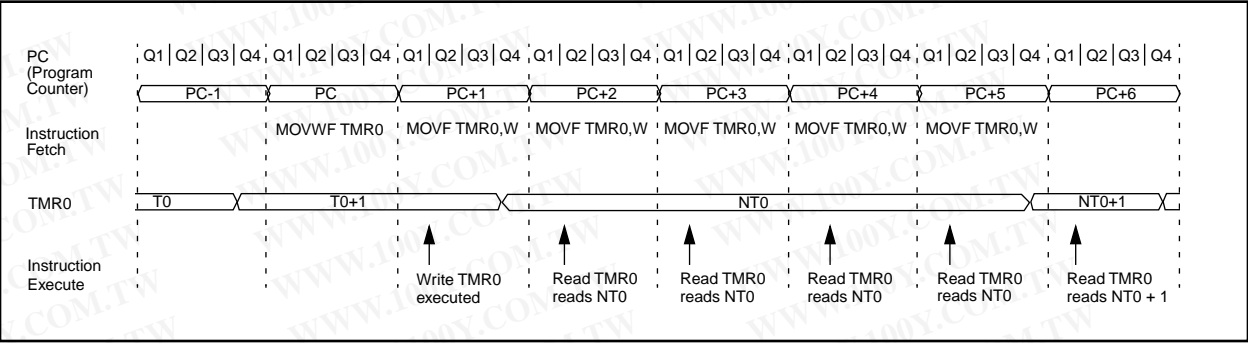 PC
(Program
Counter)
Q1 Q2 Q3 Q4 Q1 Q2 Q3 Q4 Q1 Q2 Q3 Q4 Q1 Q2 Q3 Q4 Q1 Q2 Q3 Q4 Q1 Q2 Q3 Q4 Q1 Q2 Q3 Q4 Q1 Q2 Q3 Q4
PC-1 PC PC+1 PC+2 PC+3 PC+4 PC+5 PC+6
Instruction
Fetch
MOVWF TMR0 MOVF TMR0,W MOVF TMR0,W MOVF TMR0,W MOVF TMR0,W MOVF TMR0,W
TMR0
T0 T0+1 NT0 NT0+1
Instruction
Execute
Write TMR0
executed
Read TMR0
reads NT0
Read TMR0
reads NT0
Read TMR0
reads NT0
Read TMR0
reads NT0
Read TMR0
reads NT0 + 1
WWW.100Y.COM.TW